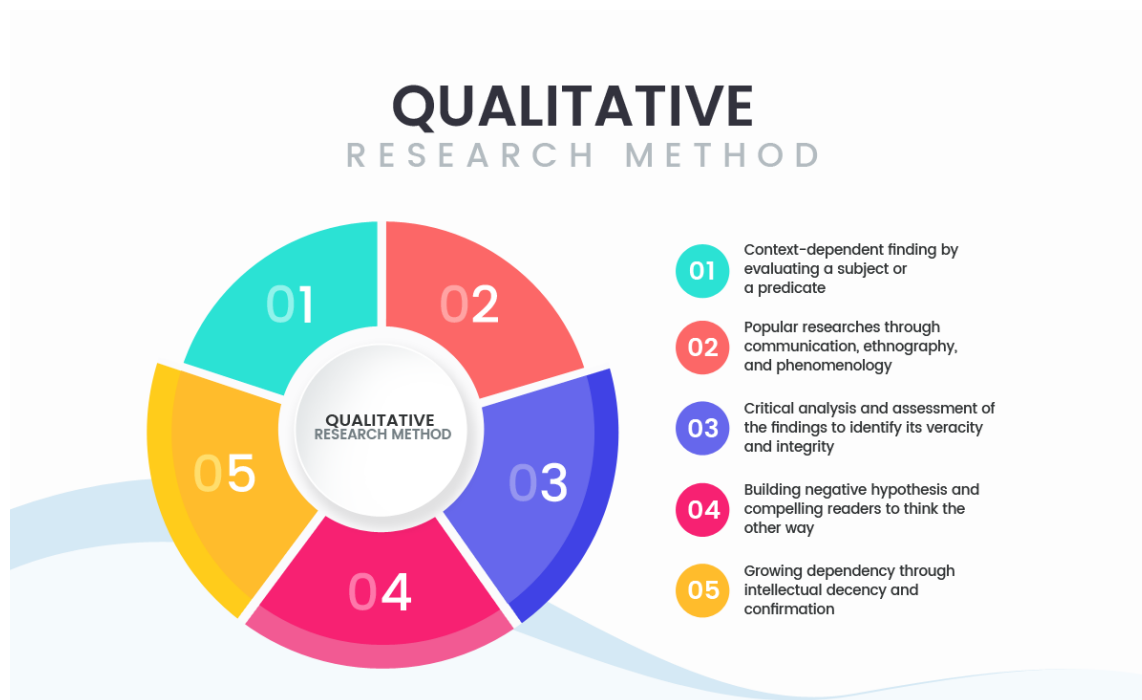 QUALITATIVE
RESEARCH METHOD
01
02
03
04
05
QUALITATIVE
RESEARCH METHOD
01
Context-dependent finding by
evaluating a subject or
a predicate
02
Popular researches through
communication, ethnography,
and phenomenology
03
Critical analysis and assessment of
the findings to identify its veracity
and integrity
04
Building negative hypothesis and
compelling readers to think the
other way
05
Growing dependency through
intellectual decency and
confirmation